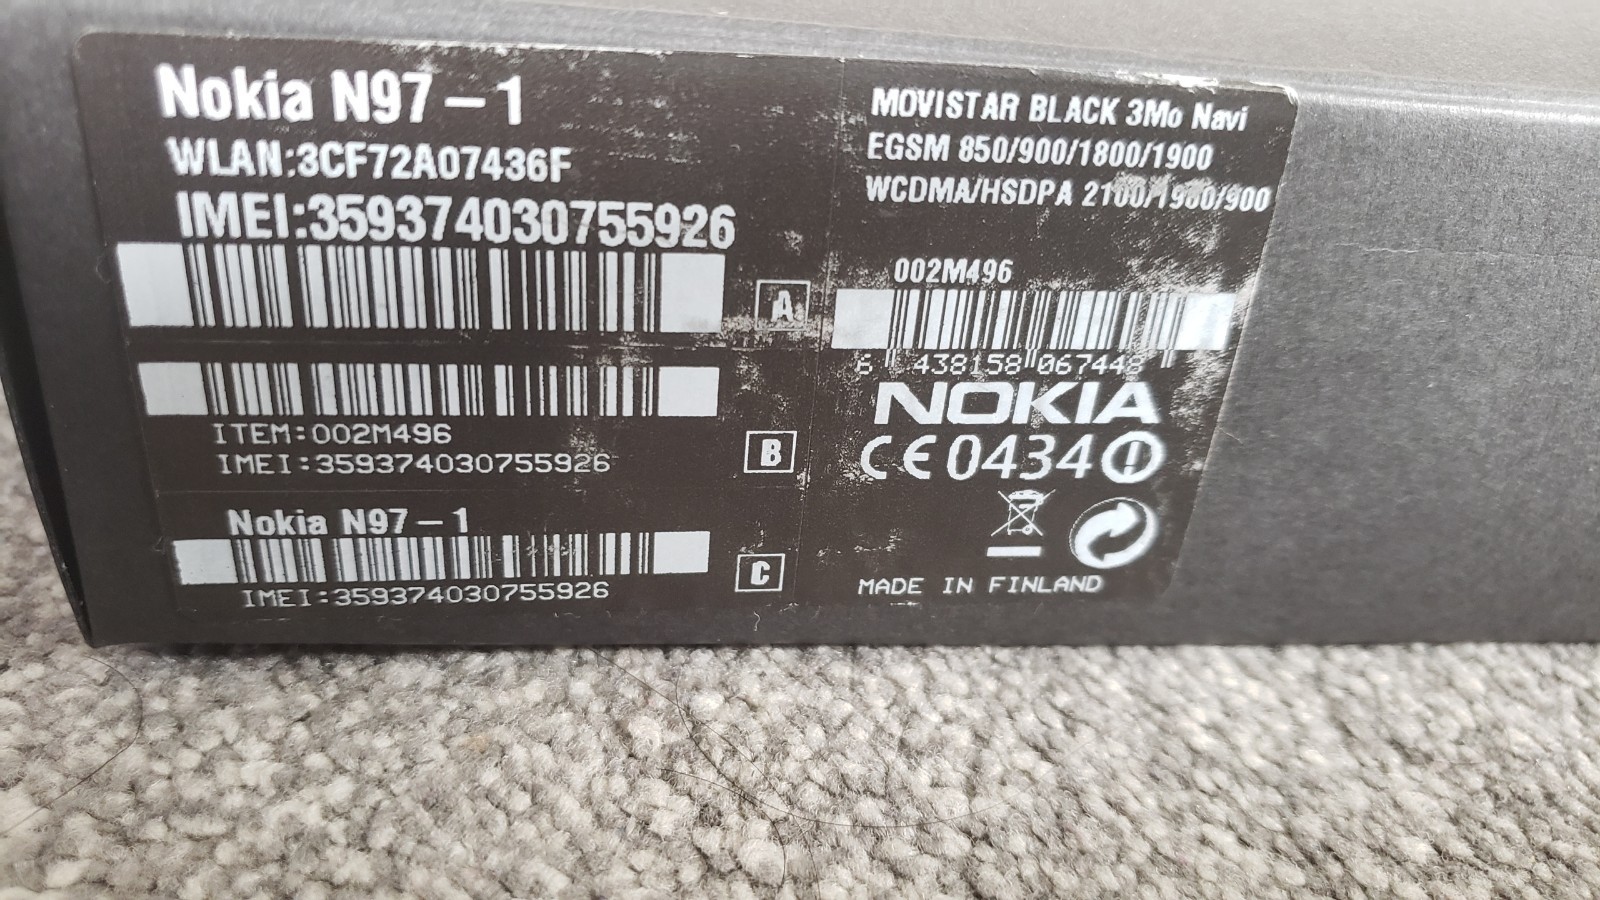 Nokia N97-1
WLAN:3CF72A07436F
IMEI:359374030755926
A
ITEM:002M496
IMEI:359374030755926
B
Nokia N97-1
IMEI:359374030755926
C
MOVISTAR BLACK 3Mo Navi
EGSM 850/900/1800/1900
WCDMA/HSDPA 2100/1900/900
002M496
6 438158 067448
NOKIA
CE0434
MADE IN FINLAND